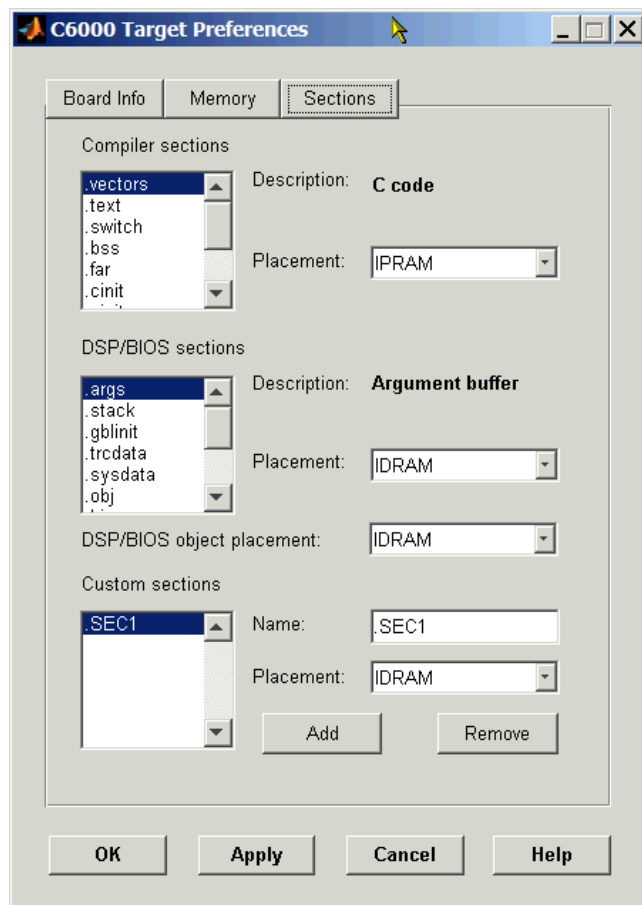 C6000 Target Preferences
Board Info Memory Sections
Compiler sections
.vectors
.text
.switch
.bss
.far
.cinit
Description: C code
Placement: IPRAM
DSP/BIOS sections
.args
.stack
.gblinit
.trcdata
.sysdata
.obj
Description: Argument buffer
Placement: IDRAM
DSP/BIOS object placement: IDRAM
Custom sections
.SEC1
Name: .SEC1
Placement: IDRAM
Add Remove
OK Apply Cancel Help